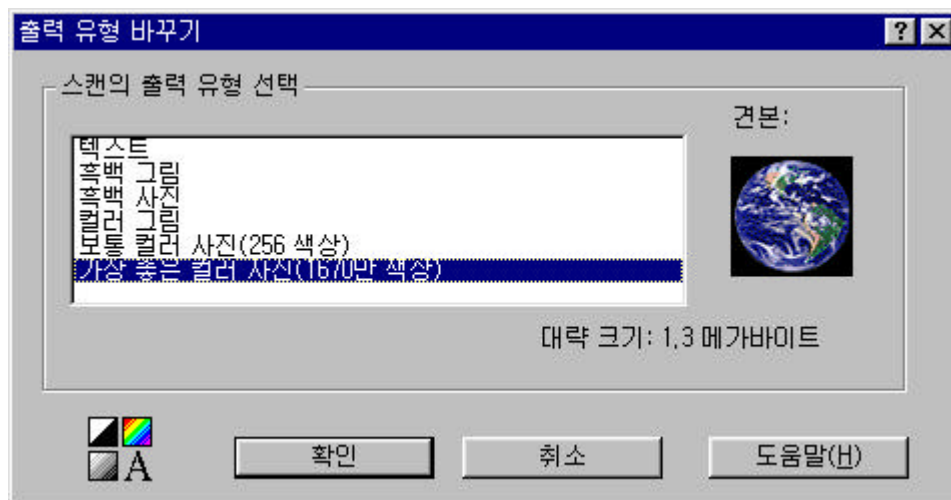 출력 유형 바꾸기
스캔의 출력 유형 선택
견본:
텍스트
흑백 그림
흑백 사진
컬러 그림
보통 컬러 사진(256 색상)
가장 좋은 컬러 사진(1670만 색상)
대략 크기: 1,3 메가바이트
A
확인
취소
도움말(H)